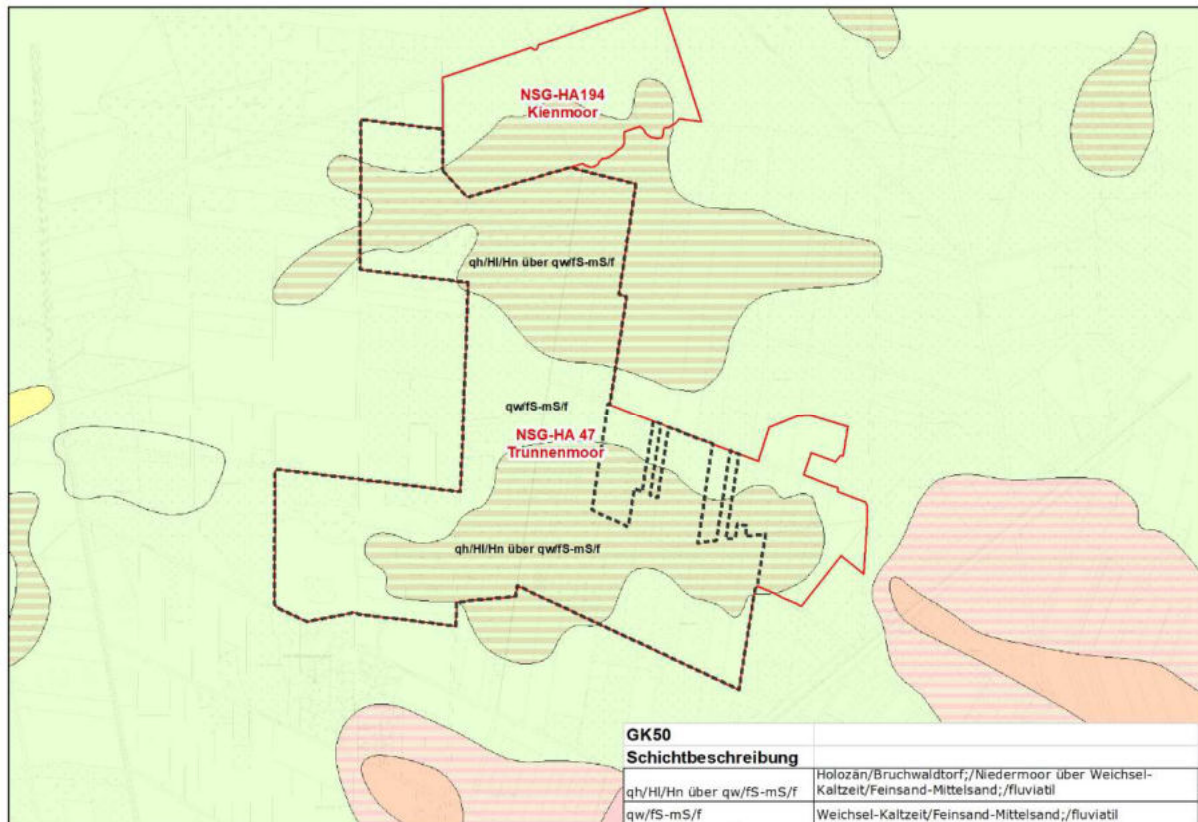 NSG-HA194
Kienmoor
qh/Hl/Hn über qw/fS-mS/f
qw/fS-mS/f
NSG-HA 47
Trunnenmoor
qh/Hl/Hn über qw/fS-mS/f
GK50
Schichtbeschreibung
qh/Hl/Hn über qw/fS-mS/f Holozän/Bruchwaldtorf;/Niedermoor über Weichsel-
Kaltzeit/Feinsand-Mittelsand;/fluviatil
qw/fS-mS/f Weichsel-Kaltzeit/Feinsand-Mittelsand;/fluviatil